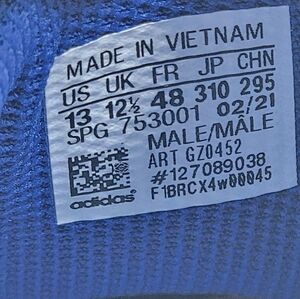 MADE IN VIETNAM
US UK FR JP CHN
13 12½ 48 310 295
SPG 753001 02/21
MALE/MÂLE
ART GZ0452
#127089038
adidas F1BRCX4w00045